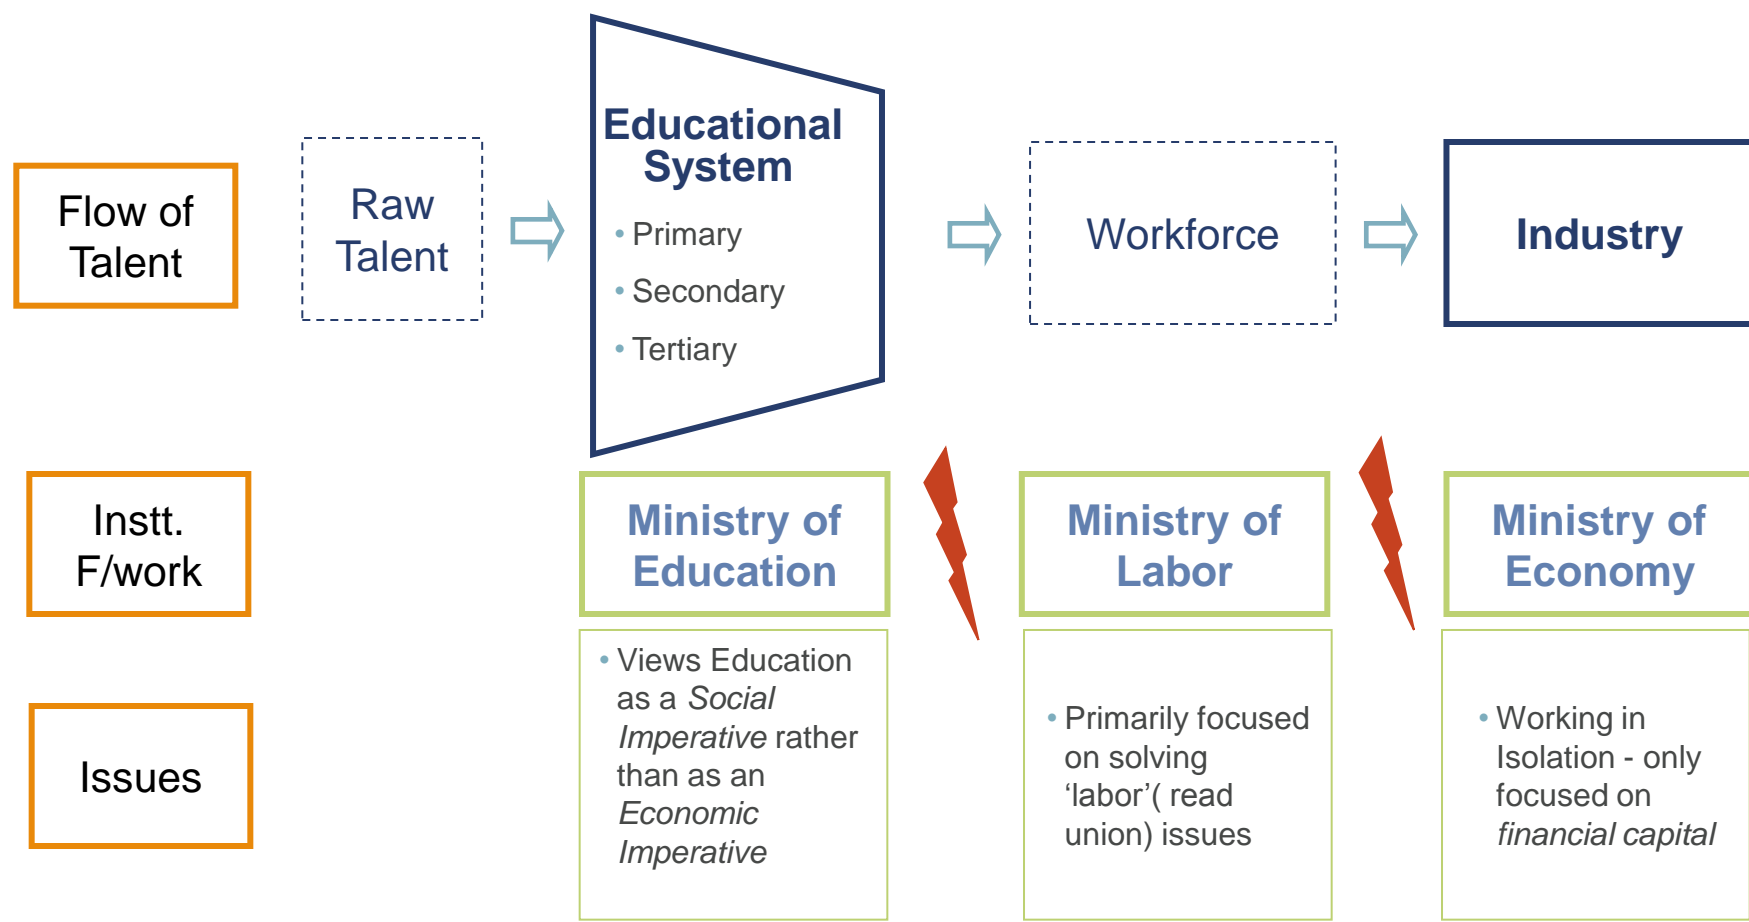 Flow of
Talent
Raw
Talent
Educational
System
• Primary
• Secondary
• Tertiary
Workforce
Industry
Instt.
F/work
Ministry of
Education
Ministry of
Labor
Ministry of
Economy
Issues
• Views Education
as a Social
Imperative rather
than as an
Economic
Imperative
• Primarily focused
on solving
‘labor’( read
union) issues
• Working in
Isolation - only
focused on
financial capital